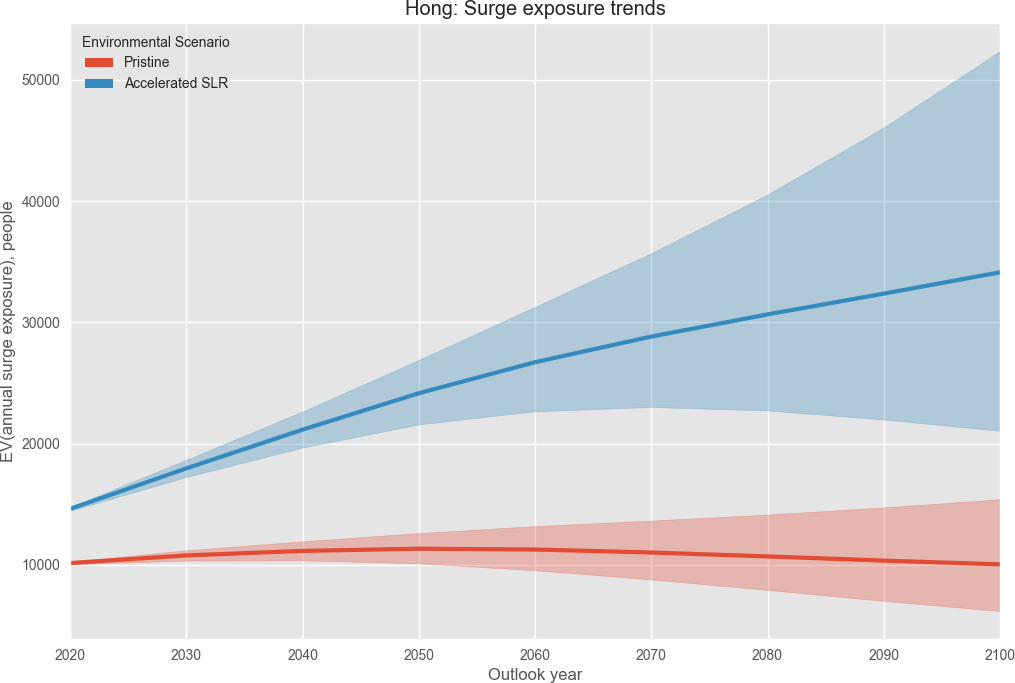 Hong: Surge exposure trends
Environmental Scenario
Pristine
Accelerated SLR
EV(annual surge exposure), people
50000
40000
30000
20000
10000
2020 2030 2040 2050 2060 2070 2080 2090 2100
Outlook year